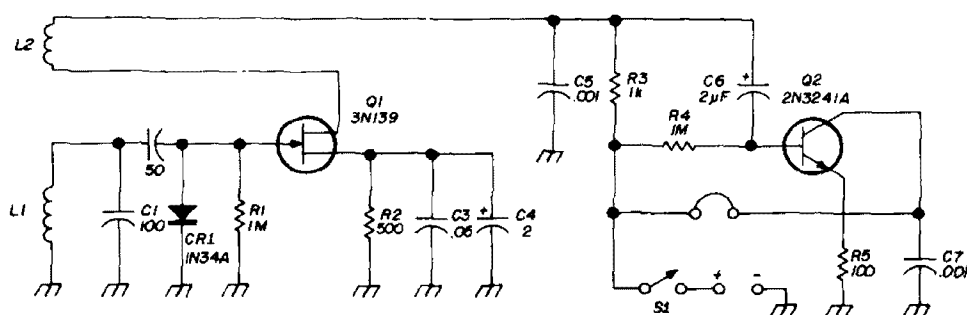 L2
Q1
3N139
50
L1
C1
100
CR1
1N34A
R1
1M
R2
500
C3
.05
+
C4
2
C5
.001
R3
1k
R4
1M
C6
2µF
+
Q2
2N3241A
S1
+
-
R5
100
C7
.001